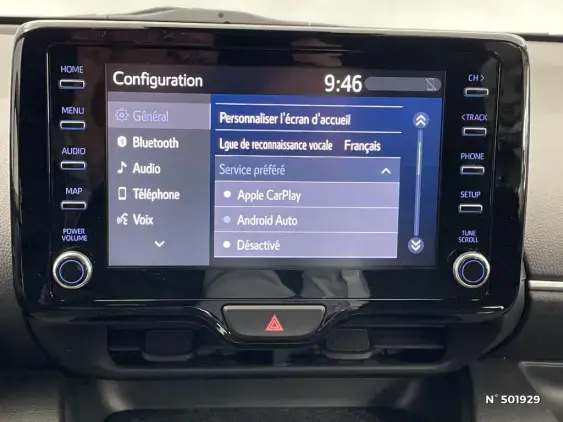 HOME
MENU
AUDIO
MAP
POWER
VOLUME
Configuration
9:46
Général
Bluetooth
Audio
Téléphone
Voix
Personnaliser l'écran d'accueil
Lgue de reconnaissance vocale Français
Service préféré
Apple CarPlay
Android Auto
Désactivé
CH >
< TRACK
PHONE
SETUP
TUNE
SCROLL
N° 501929